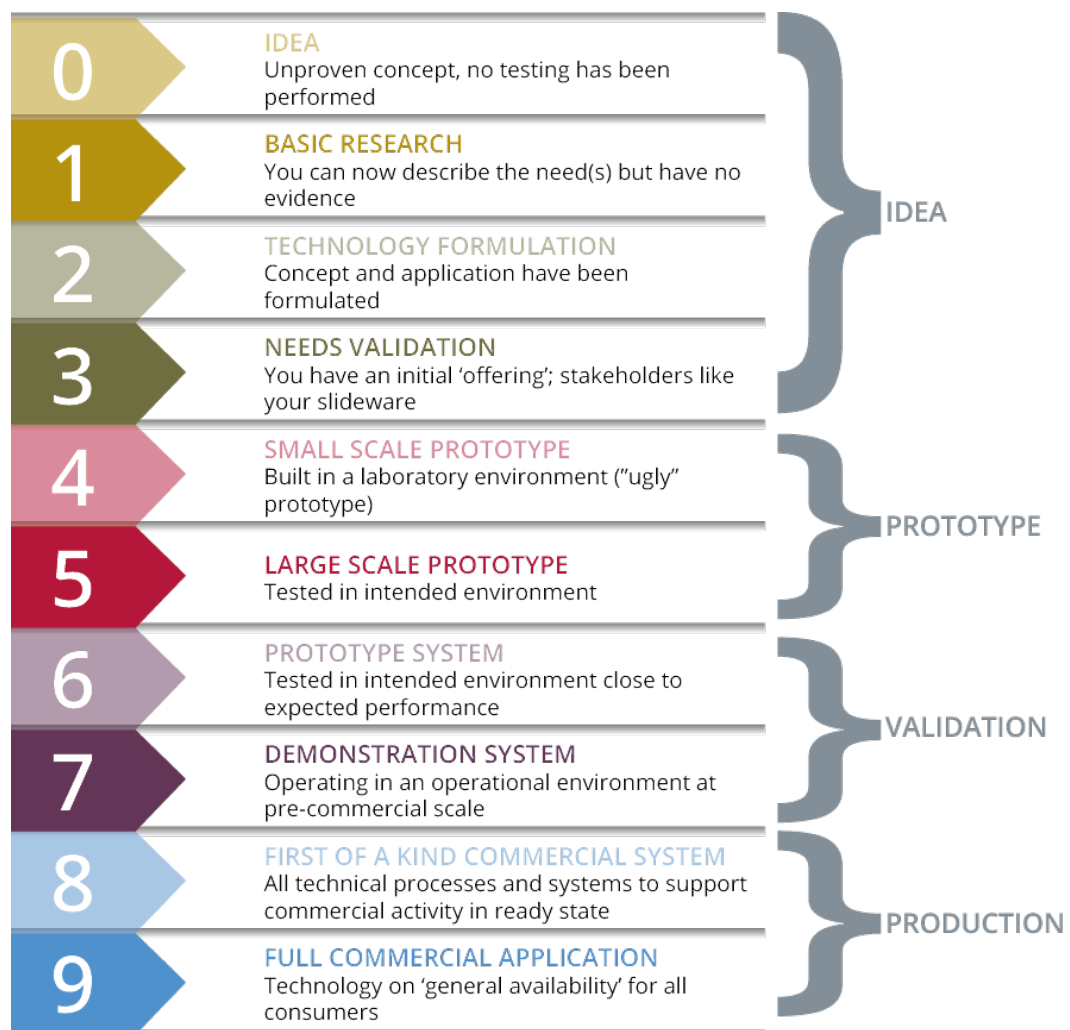 0
IDEA
Unproven concept, no testing has been
performed
1
BASIC RESEARCH
You can now describe the need(s) but have no
evidence
2
TECHNOLOGY FORMULATION
Concept and application have been
formulated
3
NEEDS VALIDATION
You have an initial ‘offering’; stakeholders like
your slideware
IDEA
4
SMALL SCALE PROTOTYPE
Built in a laboratory environment (”ugly”
prototype)
5
LARGE SCALE PROTOTYPE
Tested in intended environment
PROTOTYPE
6
PROTOTYPE SYSTEM
Tested in intended environment close to
expected performance
7
DEMONSTRATION SYSTEM
Operating in an operational environment at
pre-commercial scale
VALIDATION
8
FIRST OF A KIND COMMERCIAL SYSTEM
All technical processes and systems to support
commercial activity in ready state
9
FULL COMMERCIAL APPLICATION
Technology on ‘general availability’ for all
consumers
PRODUCTION